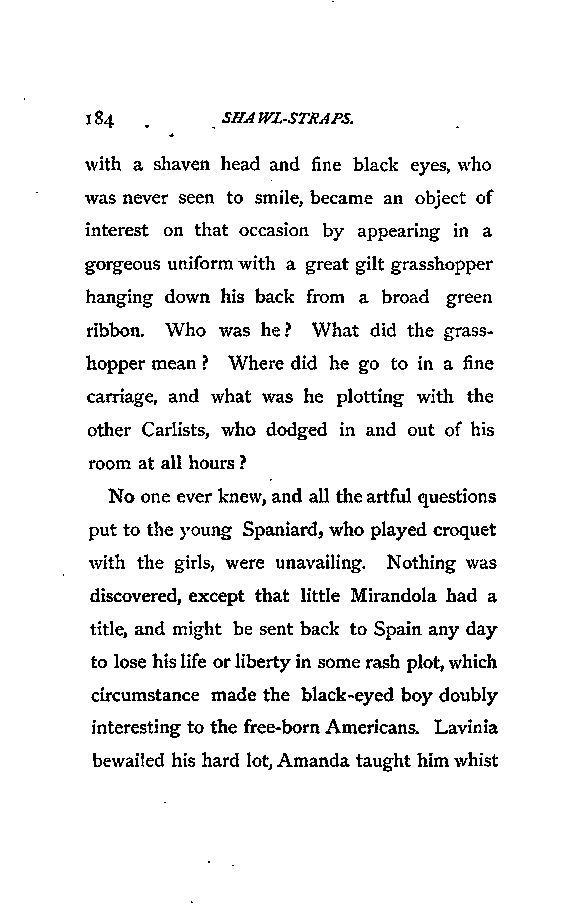 184 SHAWL-STRAPS.
with a shaven head and fine black eyes, who
was never seen to smile, became an object of
interest on that occasion by appearing in a
gorgeous uniform with a great gilt grasshopper
hanging down his back from a broad green
ribbon. Who was he? What did the grass-
hopper mean? Where did he go to in a fine
carriage, and what was he plotting with the
other Carlists, who dodged in and out of his
room at all hours?
No one ever knew, and all the artful questions
put to the young Spaniard, who played croquet
with the girls, were unavailing. Nothing was
discovered, except that little Mirandola had a
title, and might be sent back to Spain any day
to lose his life or liberty in some rash plot, which
circumstance made the black-eyed boy doubly
interesting to the free-born Americans. Lavinia
bewailed his hard lot, Amanda taught him whist